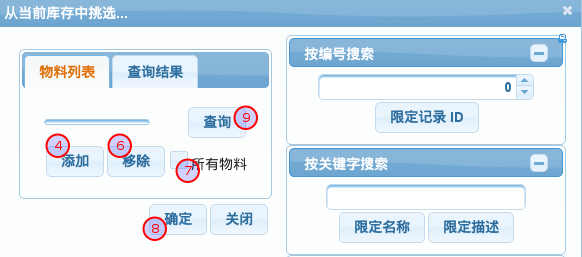 从当前库存中挑选...
物料列表 查询结果
查询 9
4 添加 6 移除 7 所有物料
8 确定 关闭
按编号搜索
0
限定记录 ID
按关键字搜索
限定名称 限定描述